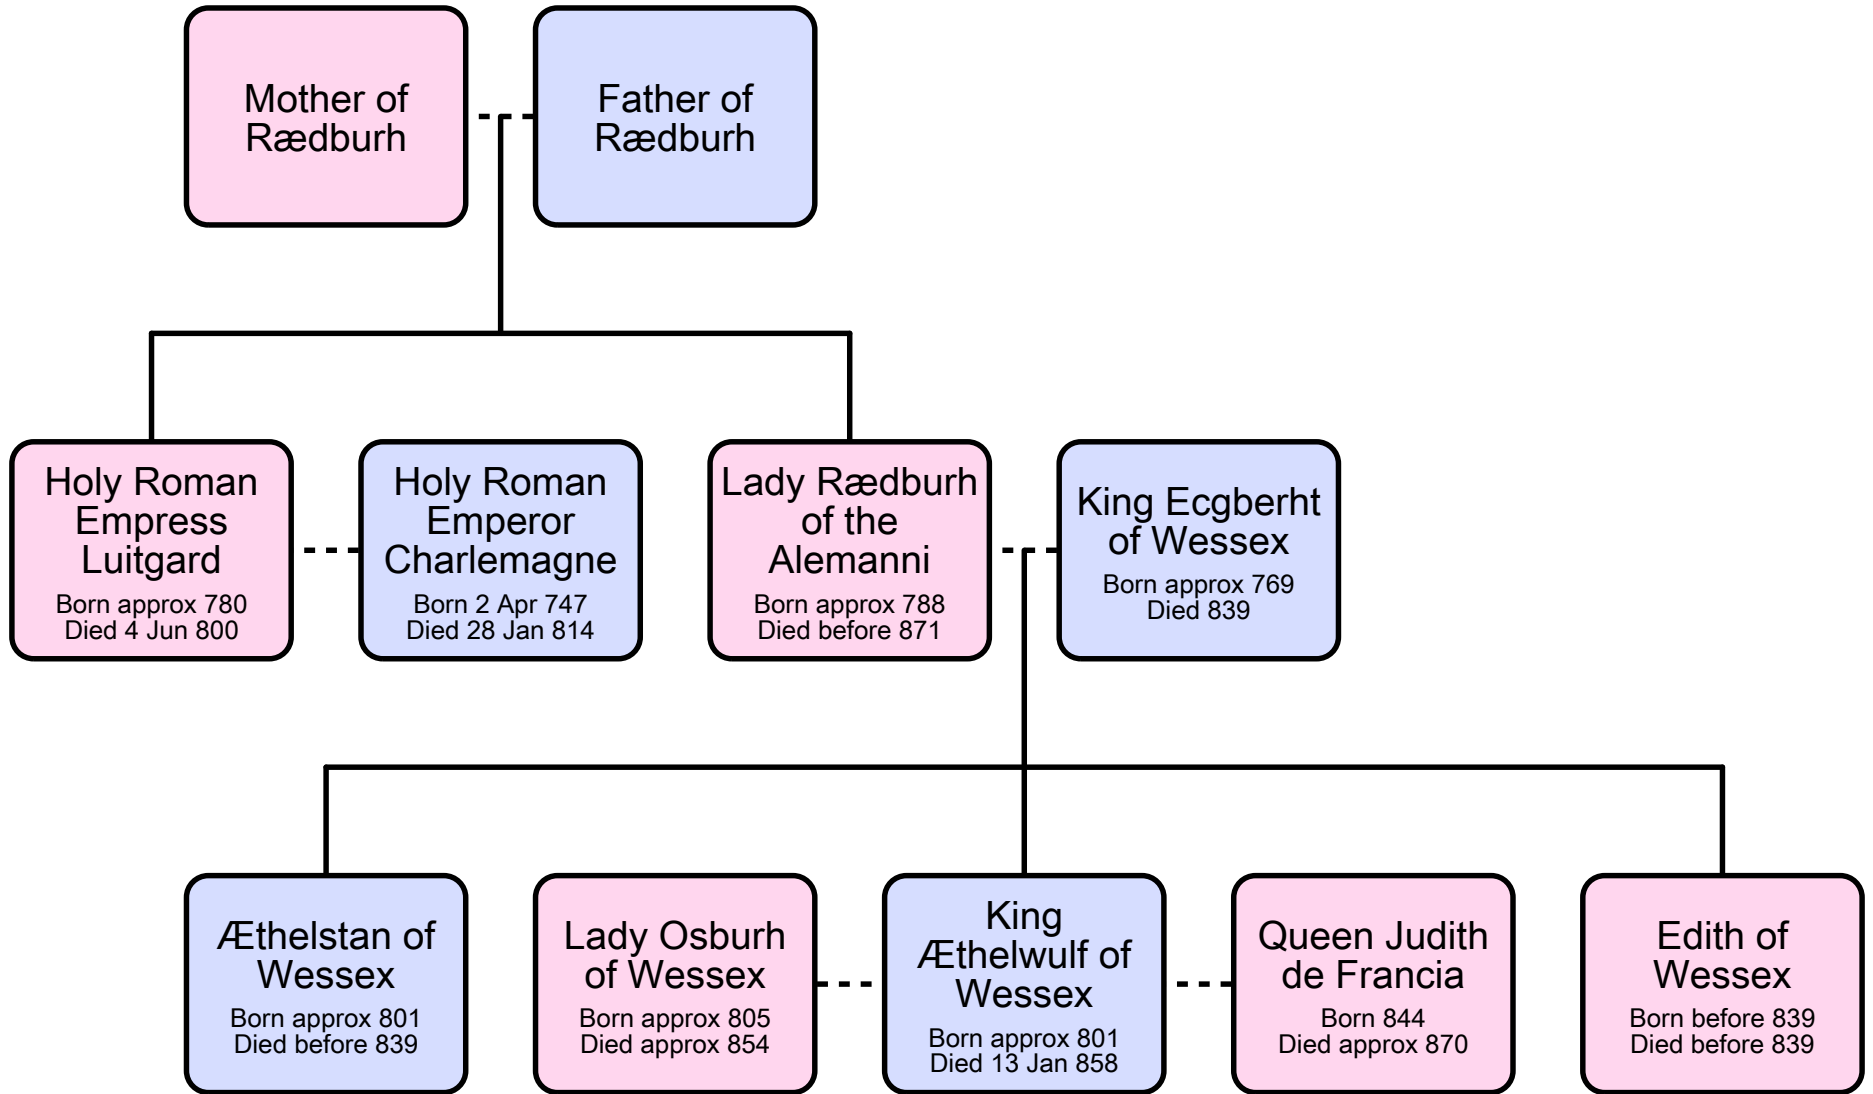 Mother of
Rædburh
Father of
Rædburh
Holy Roman
Empress
Luitgard
Born approx 780
Died 4 Jun 800
Holy Roman
Emperor
Charlemagne
Born 2 Apr 747
Died 28 Jan 814
Lady Rædburh
of the
Alemanni
Born approx 788
Died before 871
King Ecgberht
of Wessex
Born approx 769
Died 839
Æthelstan of
Wessex
Born approx 801
Died before 839
Lady Osburh
of Wessex
Born approx 805
Died approx 854
King
Æthelwulf of
Wessex
Born approx 801
Died 13 Jan 858
Queen Judith
de Francia
Born 844
Died approx 870
Edith of
Wessex
Born before 839
Died before 839